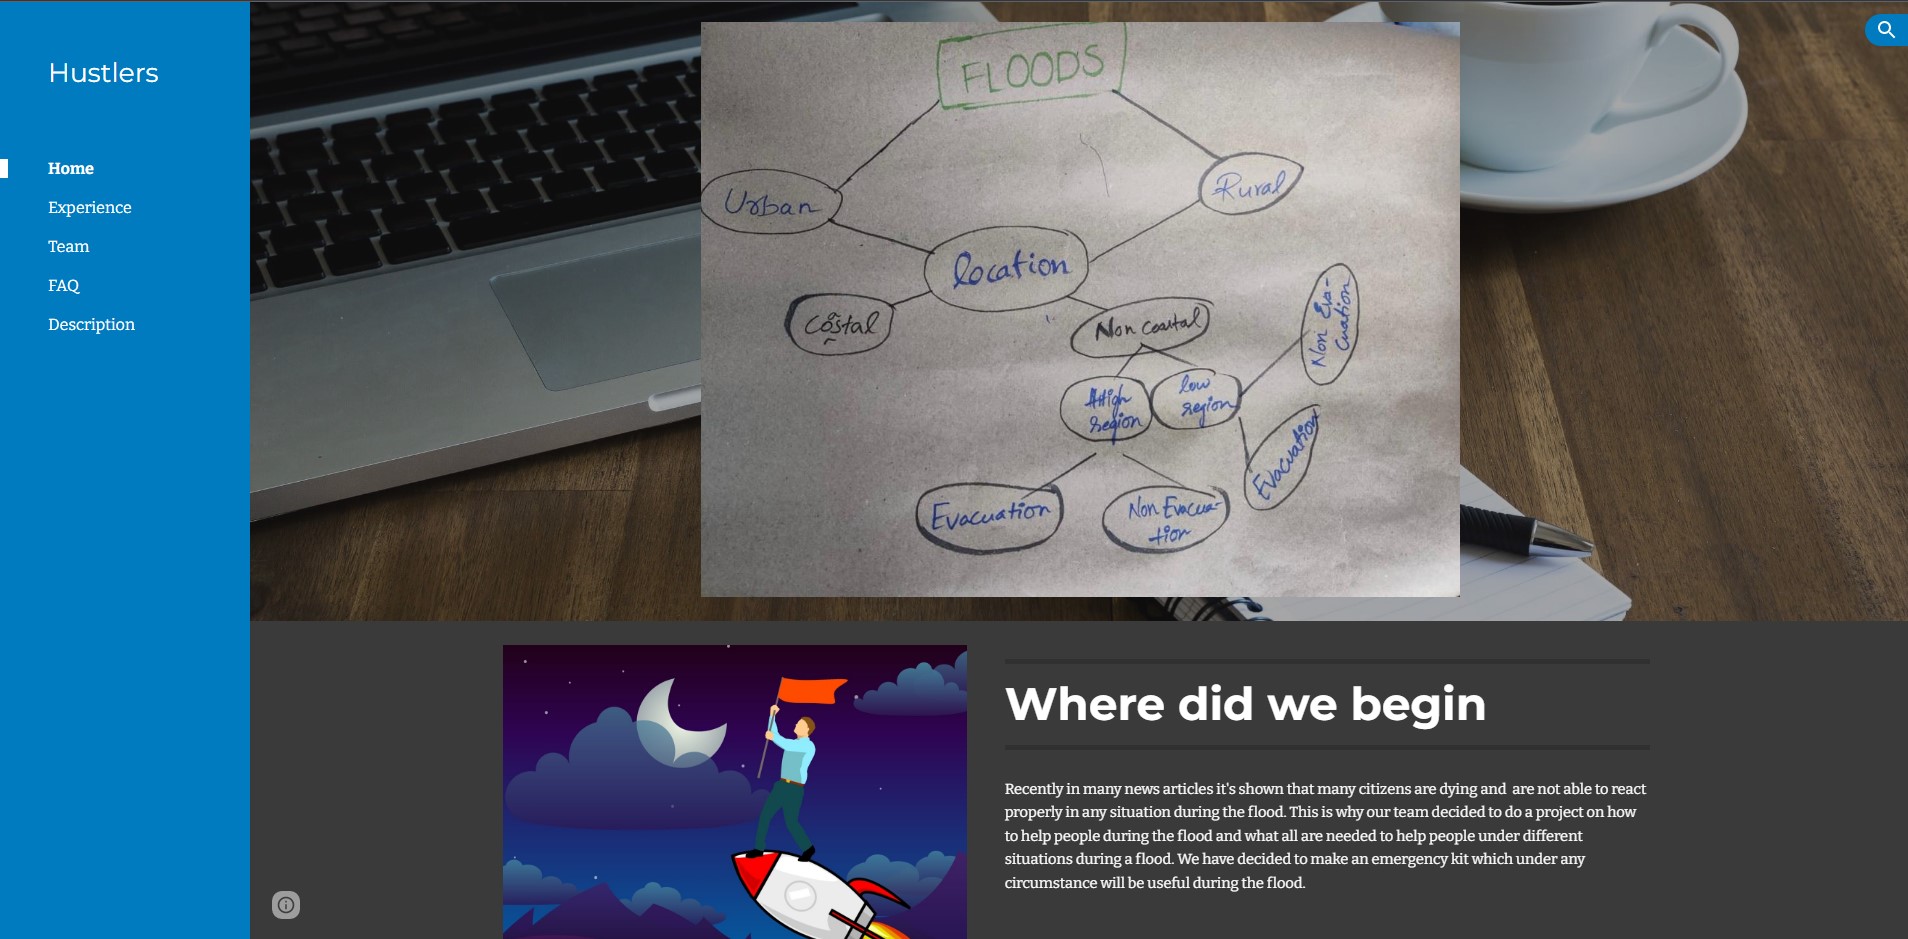 Hustlers
Home
Experience
Team
FAQ
Description
FLOODS
Urban
Rural
location
Costal
Non coastal
Non Eva-
cuation
High
region
low
region
Evacuation
Evacuation
Non Evacua-
tion
Where did we begin
Recently in many news articles it's shown that many citizens are dying and  are not able to react
properly in any situation during the flood. This is why our team decided to do a project on how
to help people during the flood and what all are needed to help people under different
situations during a flood. We have decided to make an emergency kit which under any
circumstance will be useful during the flood.